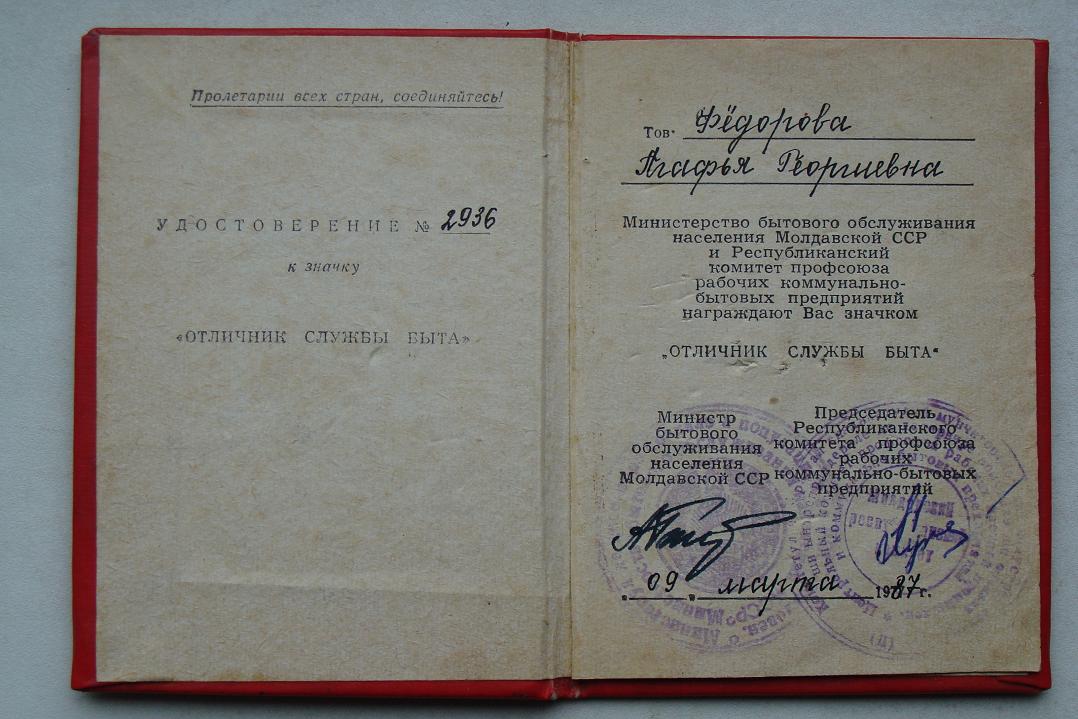 Пролетарии всех стран, соединяйтесь!
УДОСТОВЕРЕНИЕ № 2936
к значку
«ОТЛИЧНИК СЛУЖБЫ БЫТА»
Тов. Фёдорова
Агафья Георгиевна
Министерство бытового обслуживания
населения Молдавской ССР
и Республиканский
комитет профсоюза
рабочих коммунально-
бытовых предприятий
награждают Вас значком
„ОТЛИЧНИК СЛУЖБЫ БЫТА“
Министр
бытового
обслуживания
населения
Молдавской ССР
Председатель
Республиканского
комитета профсоюза
рабочих
коммунально-бытовых
предприятий
09 марта 1987 г.